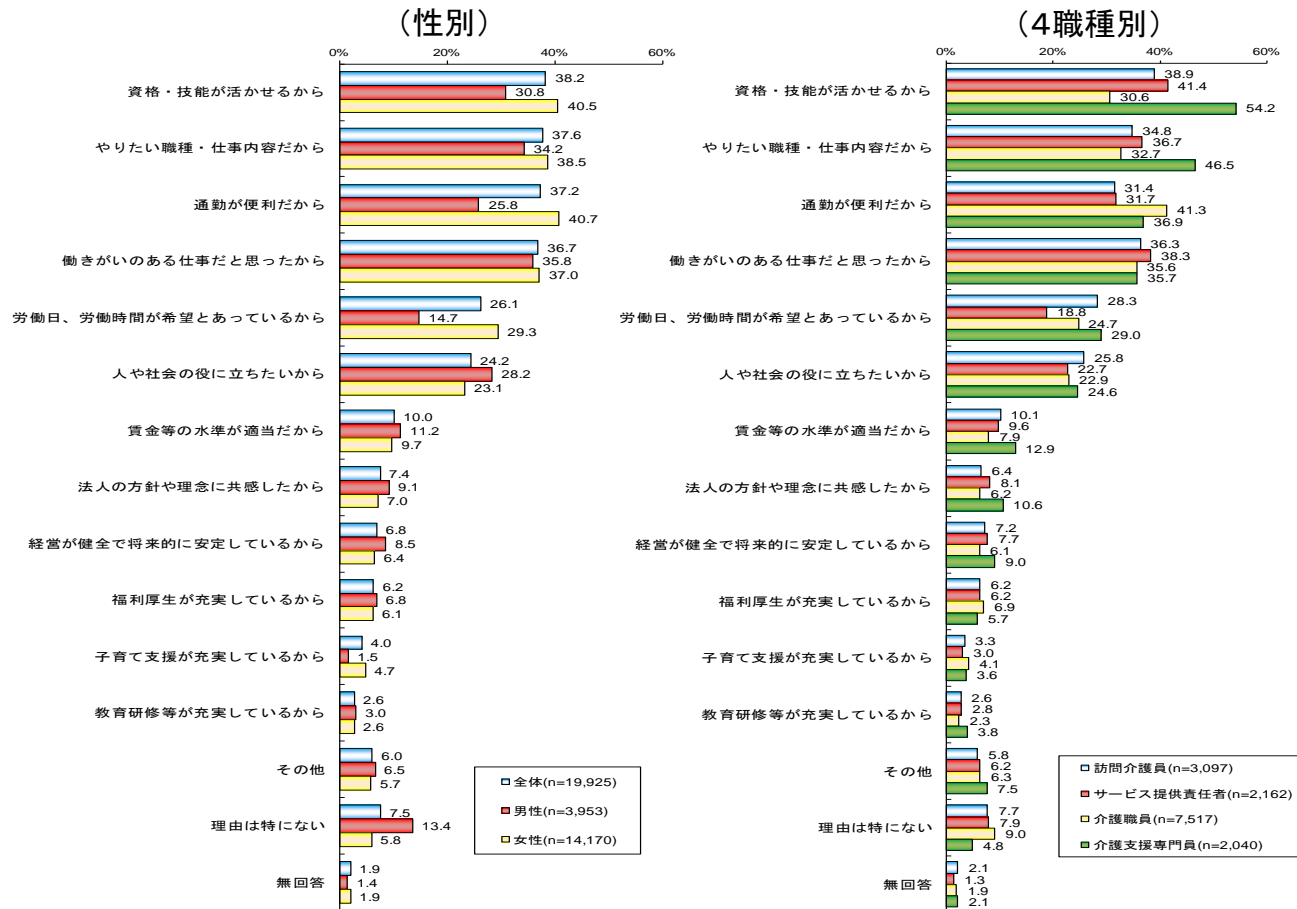 （性別）
0%
20%
40%
60%
資格・技能が活かせるから
38.2
30.8
40.5
やりたい職種・仕事内容だから
37.6
34.2
38.5
通勤が便利だから
37.2
25.8
40.7
働きがいのある仕事だと思ったから
36.7
35.8
37.0
労働日、労働時間が希望とあっているから
26.1
14.7
29.3
人や社会の役に立ちたいから
24.2
28.2
23.1
賃金等の水準が適当だから
10.0
11.2
9.7
法人の方針や理念に共感したから
7.4
9.1
7.0
経営が健全で将来的に安定しているから
6.8
8.5
6.4
福利厚生が充実しているから
6.2
6.8
6.1
子育て支援が充実しているから
4.0
1.5
4.7
教育研修等が充実しているから
2.6
3.0
2.6
その他
6.0
6.5
5.7
理由は特にない
7.5
13.4
5.8
無回答
1.9
1.4
1.9
全体(n=19,925)
男性(n=3,953)
女性(n=14,170)
（4職種別）
0%
20%
40%
60%
資格・技能が活かせるから
38.9
41.4
30.6
54.2
やりたい職種・仕事内容だから
34.8
36.7
32.7
46.5
通勤が便利だから
31.4
31.7
41.3
36.9
働きがいのある仕事だと思ったから
36.3
38.3
35.6
35.7
労働日、労働時間が希望とあっているから
28.3
18.8
24.7
29.0
人や社会の役に立ちたいから
25.8
22.7
22.9
24.6
賃金等の水準が適当だから
10.1
9.6
7.9
12.9
法人の方針や理念に共感したから
6.4
8.1
6.2
10.6
経営が健全で将来的に安定しているから
7.2
7.7
6.1
9.0
福利厚生が充実しているから
6.2
6.2
6.9
5.7
子育て支援が充実しているから
3.3
3.0
4.1
3.6
教育研修等が充実しているから
2.6
2.8
2.3
3.8
その他
5.8
6.2
6.3
7.5
理由は特にない
7.7
7.9
9.0
4.8
無回答
2.1
1.3
1.9
2.1
訪問介護員(n=3,097)
サービス提供責任者(n=2,162)
介護職員(n=7,517)
介護支援専門員(n=2,040)